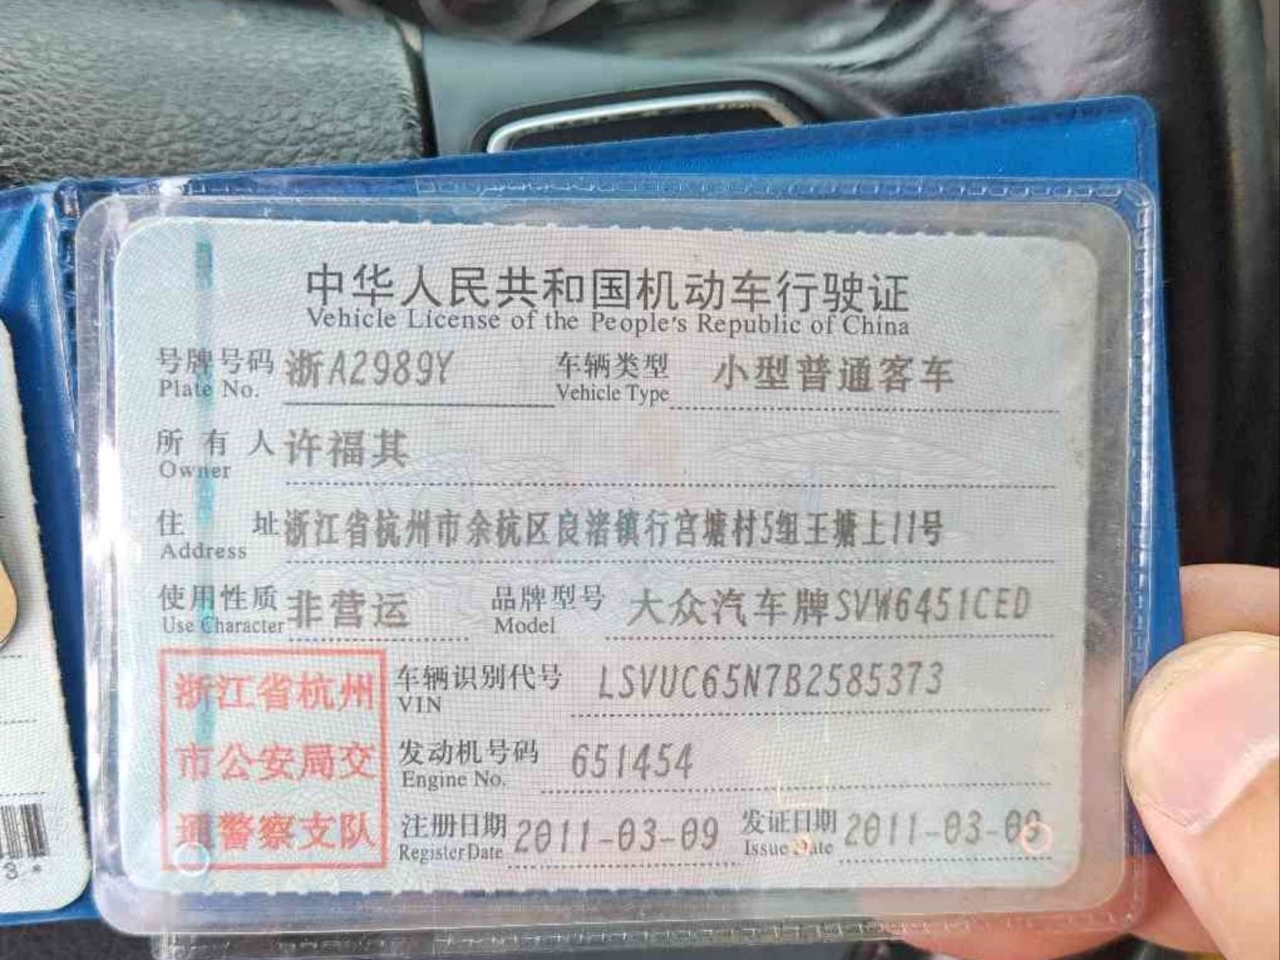 中华人民共和国机动车行驶证
Vehicle License of the People's Republic of China
号牌号码 浙A2989Y 车辆类型 小型普通客车
Plate No. Vehicle Type
所有人 许福其
Owner
住址 浙江省杭州市余杭区良渚镇行宫塘村5组王塘上11号
Address
使用性质 非营运 品牌型号 大众汽车牌SVW6451CED
Use Character Model
浙江省杭州
市公安局交
通警察支队
车辆识别代号 LSVUC65N7B2585373
VIN
发动机号码 651454
Engine No.
注册日期 2011-03-09 发证日期 2011-03-09
Register Date Issue Date
3*